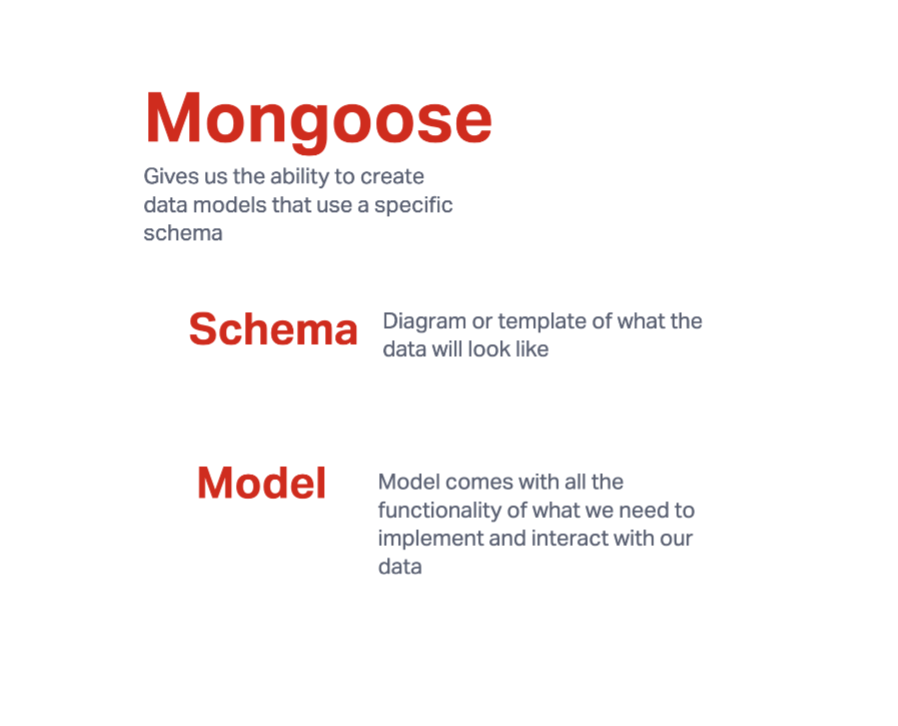 Mongoose
Gives us the ability to create
data models that use a specific
schema
Schema
Diagram or template of what the
data will look like
Model
Model comes with all the
functionality of what we need to
implement and interact with our
data